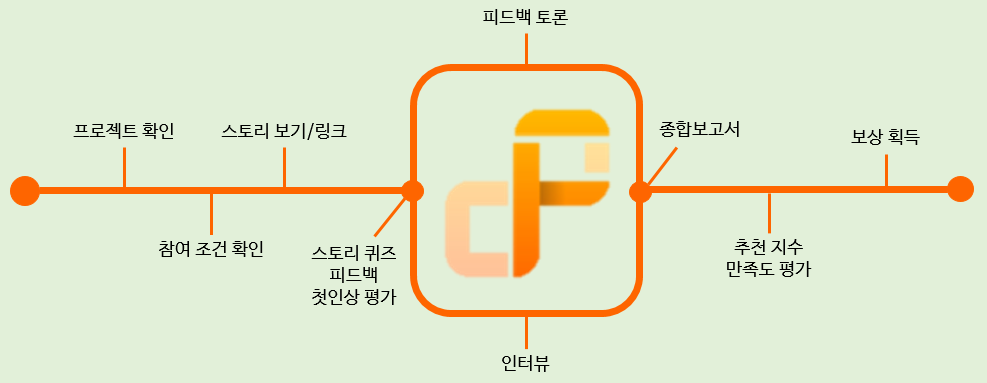 피드백 토론
프로젝트 확인
스토리 보기/링크
종합보고서
보상 획득
참여 조건 확인
스토리 퀴즈
피드백
첫인상 평가
추천 지수
만족도 평가
인터뷰